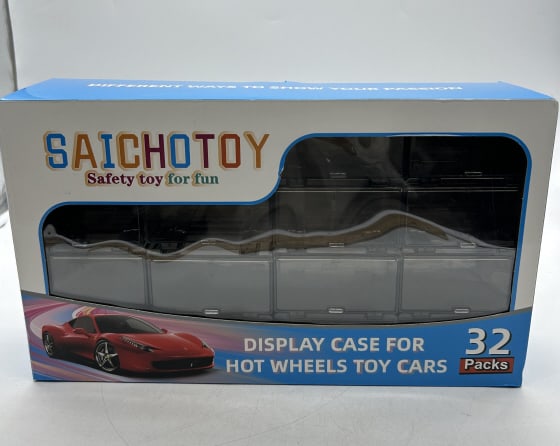 DIFFERENT WAYS TO SHOW YOUR PASSION
SAICHOTOY
Safety toy for fun
DISPLAY CASE FOR
HOT WHEELS TOY CARS
32
Packs